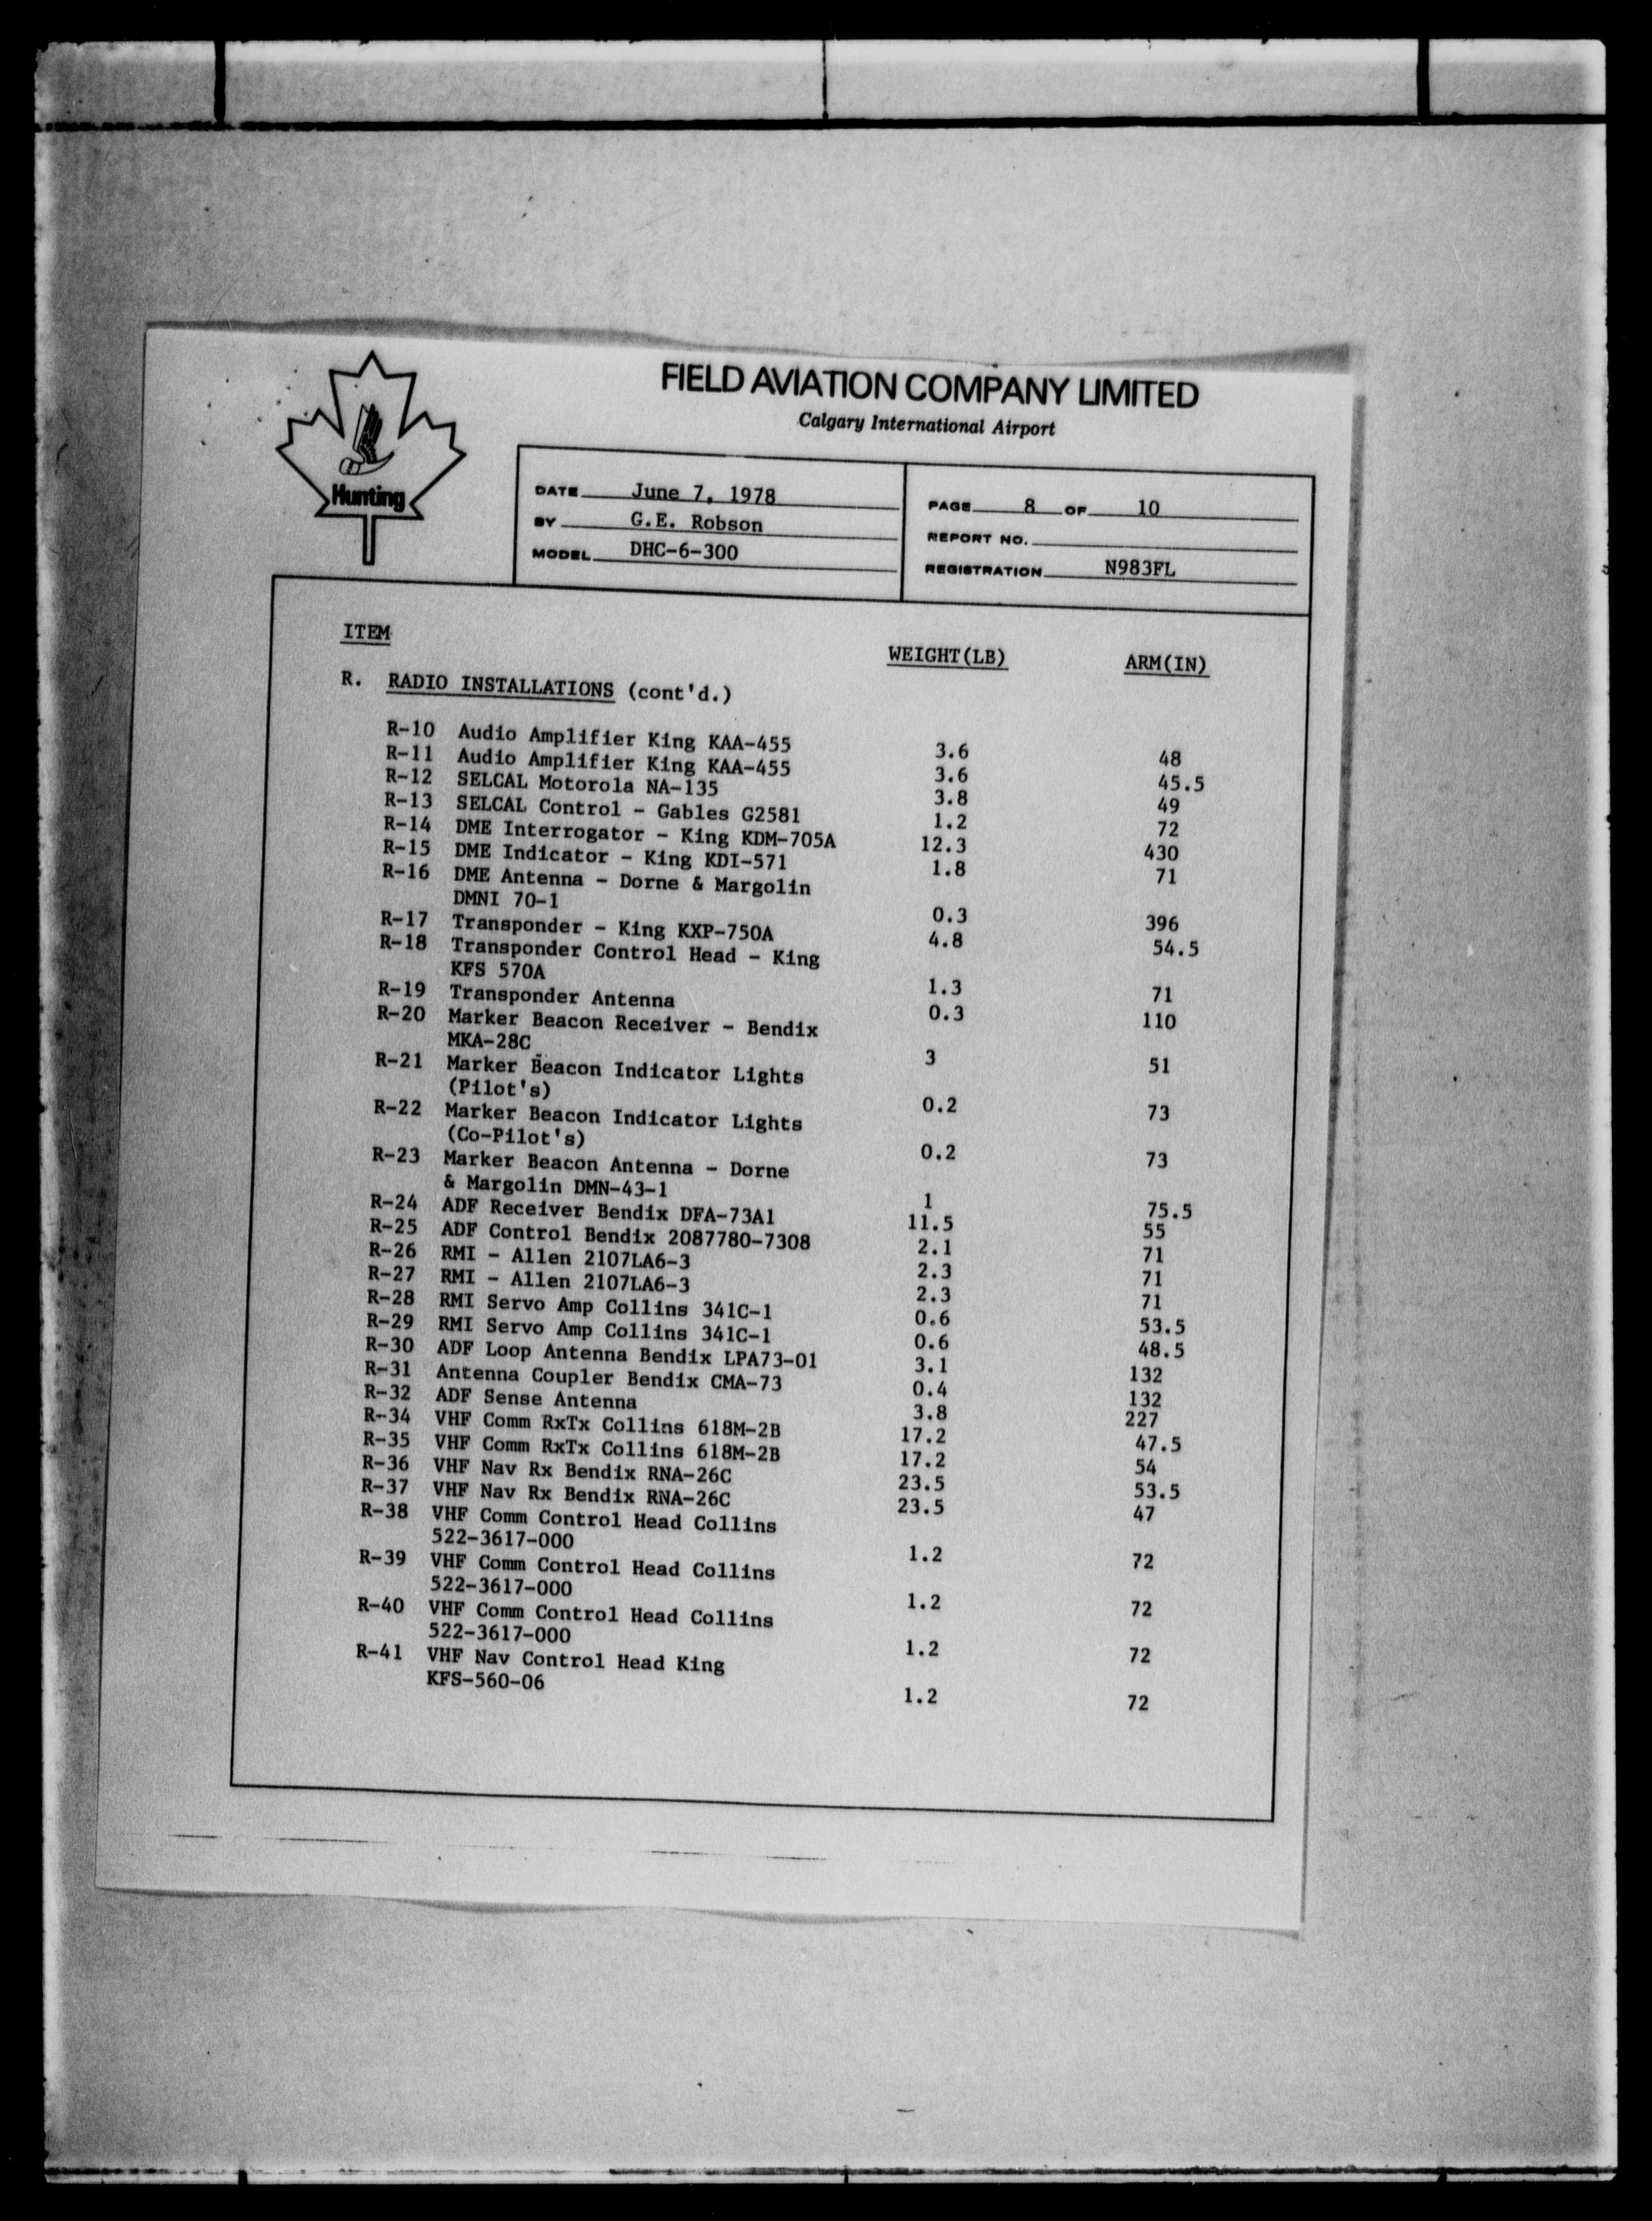 FIELD AVIATION COMPANY LIMITED
Calgary International Airport
Hunting
DATE June 7, 1978
BY G.E. Robson
MODEL DHC-6-300
PAGE 8 OF 10
REPORT NO.
REGISTRATION N983FL
ITEM WEIGHT(LB) ARM(IN)
R. RADIO INSTALLATIONS (cont'd.)
R-10 Audio Amplifier King KAA-455 3.6 48
R-11 Audio Amplifier King KAA-455 3.6 45.5
R-12 SELCAL Motorola NA-135 3.8 49
R-13 SELCAL Control - Gables G2581 1.2 72
R-14 DME Interrogator - King KDM-705A 12.3 430
R-15 DME Indicator - King KDI-571 1.8 71
R-16 DME Antenna - Dorne & Margolin
DMNI 70-1 0.3 396
R-17 Transponder - King KXP-750A 4.8 54.5
R-18 Transponder Control Head - King
KFS 570A 1.3 71
R-19 Transponder Antenna 0.3 110
R-20 Marker Beacon Receiver - Bendix
MKA-28C 3 51
R-21 Marker Beacon Indicator Lights
(Pilot's) 0.2 73
R-22 Marker Beacon Indicator Lights
(Co-Pilot's) 0.2 73
R-23 Marker Beacon Antenna - Dorne
& Margolin DMN-43-1 1 75.5
R-24 ADF Receiver Bendix DFA-73A1 11.5 55
R-25 ADF Control Bendix 2087780-7308 2.1 71
R-26 RMI - Allen 2107LA6-3 2.3 71
R-27 RMI - Allen 2107LA6-3 2.3 71
R-28 RMI Servo Amp Collins 341C-1 0.6 53.5
R-29 RMI Servo Amp Collins 341C-1 0.6 48.5
R-30 ADF Loop Antenna Bendix LPA73-01 3.1 132
R-31 Antenna Coupler Bendix CMA-73 0.4 132
R-32 ADF Sense Antenna 3.8 227
R-34 VHF Comm RxTx Collins 618M-2B 17.2 47.5
R-35 VHF Comm RxTx Collins 618M-2B 17.2 54
R-36 VHF Nav Rx Bendix RNA-26C 23.5 53.5
R-37 VHF Nav Rx Bendix RNA-26C 23.5 47
R-38 VHF Comm Control Head Collins
522-3617-000 1.2 72
R-39 VHF Comm Control Head Collins
522-3617-000 1.2 72
R-40 VHF Comm Control Head Collins
522-3617-000 1.2 72
R-41 VHF Nav Control Head King
KFS-560-06 1.2 72